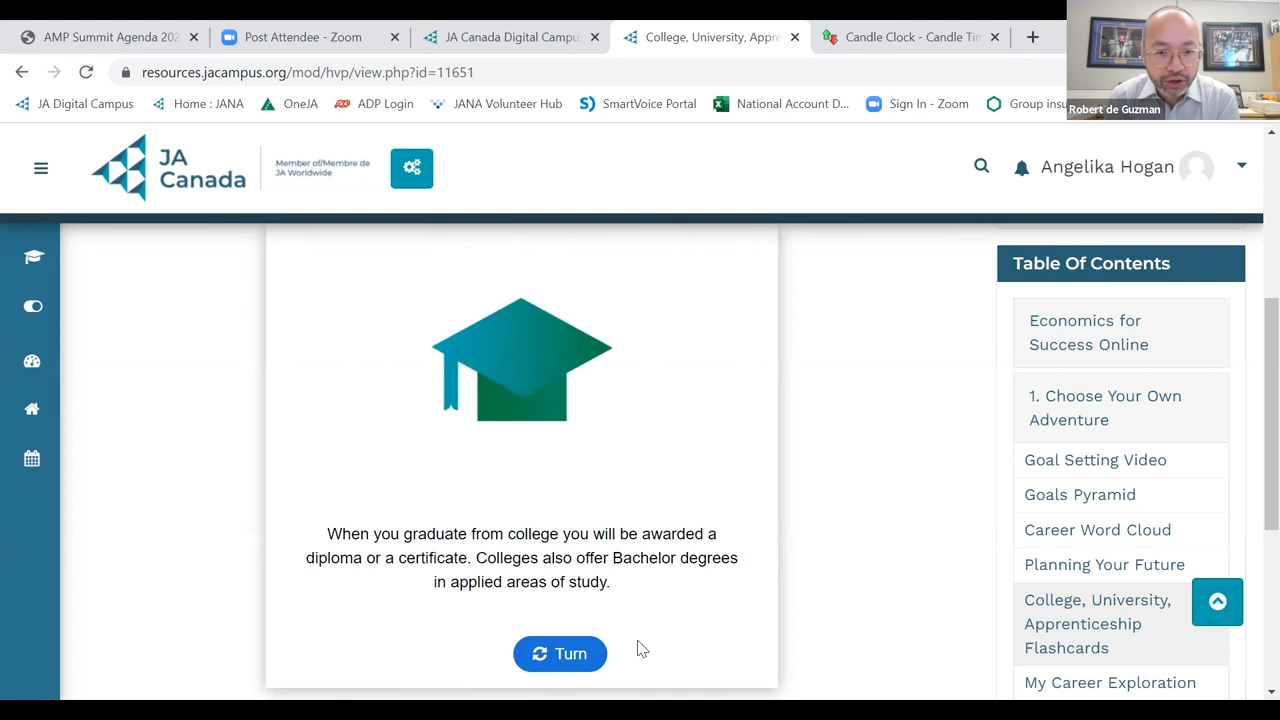 AMP Summit Agenda 202
Post Attendee - Zoom
JA Canada Digital Campu
College, University, Appre
Candle Clock - Candle Tin
resources.jacampus.org/mod/hvp/view.php?id=11651
JA Digital Campus
Home : JANA
OneJA
ADP Login
JANA Volunteer Hub
SmartVoice Portal
National Account D...
Sign In - Zoom
Group insu
Robert de Guzman
JA
Canada
Member of/Membre de
JA Worldwide
Angelika Hogan
When you graduate from college you will be awarded a
diploma or a certificate. Colleges also offer Bachelor degrees
in applied areas of study.
Turn
Table Of Contents
Economics for
Success Online
1. Choose Your Own
Adventure
Goal Setting Video
Goals Pyramid
Career Word Cloud
Planning Your Future
College, University,
Apprenticeship
Flashcards
My Career Exploration